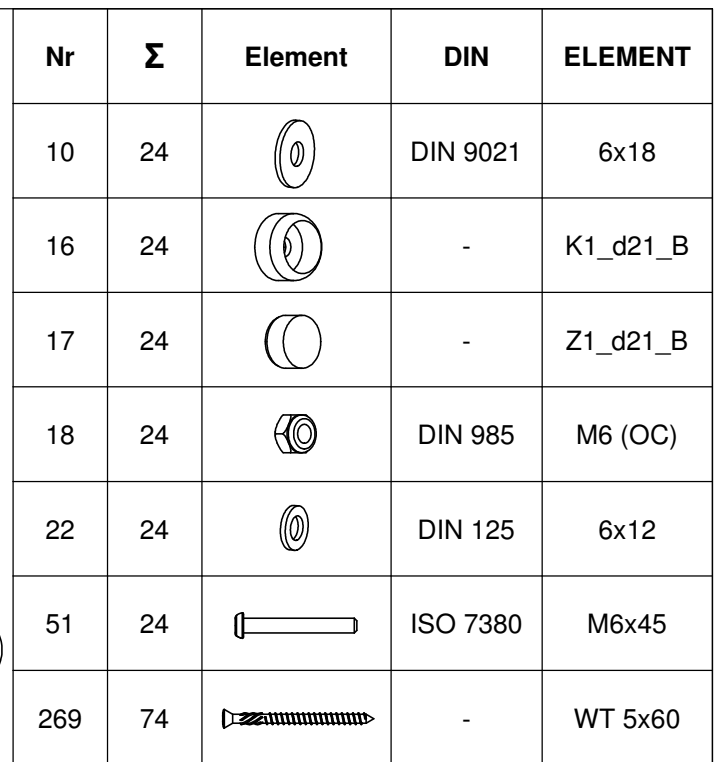 Nr Σ Element DIN ELEMENT
10 24 DIN 9021 6x18
16 24 - K1_d21_B
17 24 - Z1_d21_B
18 24 DIN 985 M6 (OC)
22 24 DIN 125 6x12
51 24 ISO 7380 M6x45
269 74 - WT 5x60